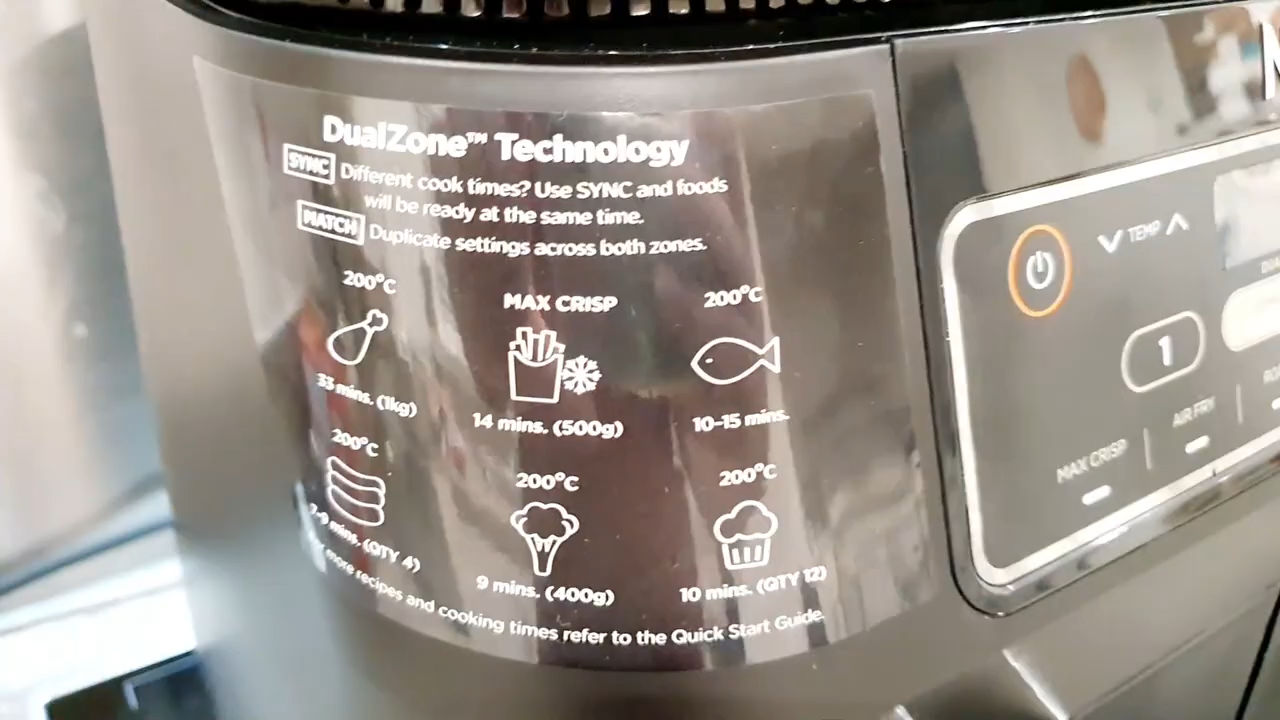 DualZone™ Technology
SYNC Different cook times? Use SYNC and foods
will be ready at the same time.
MATCH Duplicate settings across both zones.
200°C MAX CRISP 200°C
33 mins. (1kg) 14 mins. (500g) 10-15 mins.
200°C 200°C 200°C
7-9 mins. (QTY 4) 9 mins. (400g) 10 mins. (QTY 12)
more recipes and cooking times refer to the Quick Start Guide.
TEMP
1
MAX CRISP
AIR FRY